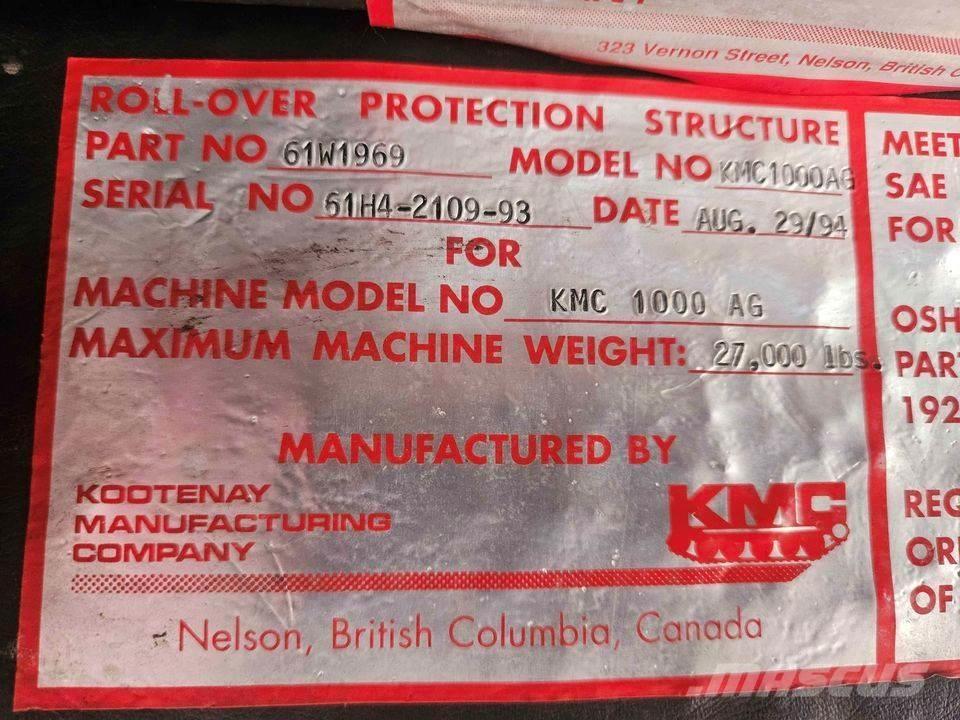 323 Vernon Street, Nelson, British
ROLL-OVER PROTECTION STRUCTURE
PART NO 61W1969 MODEL NO KMC1000AG
SERIAL NO 61H4-2109-93 DATE AUG. 29/94
FOR
MACHINE MODEL NO KMC 1000 AG
MAXIMUM MACHINE WEIGHT: 27,000 lbs.
MANUFACTURED BY
KOOTENAY
MANUFACTURING
COMPANY
KMC
Nelson, British Columbia, Canada
MEET
SAE
FOR
OSH
PAR
192
REG
OR
OF
MASCUS